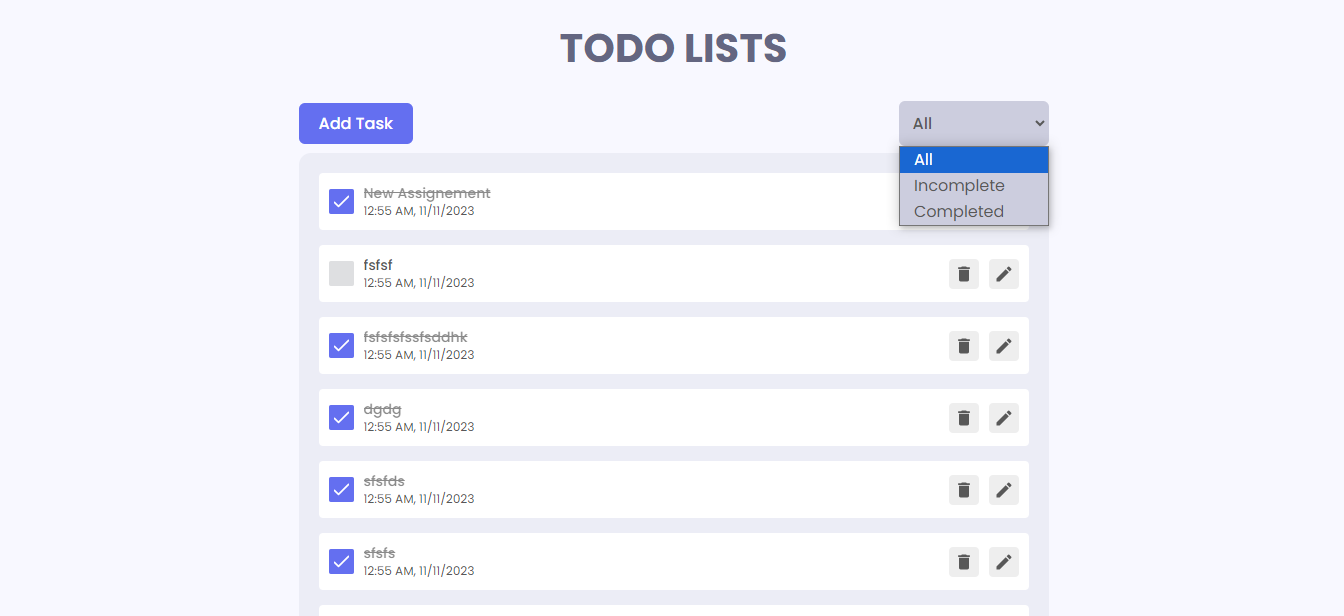 TODO LISTS
Add Task
All
All
Incomplete
Completed
New Assignement
12:55 AM, 11/11/2023
fsfsf
12:55 AM, 11/11/2023
fsfsfsfssfsddhk
12:55 AM, 11/11/2023
dgdg
12:55 AM, 11/11/2023
sfsfds
12:55 AM, 11/11/2023
sfsfs
12:55 AM, 11/11/2023